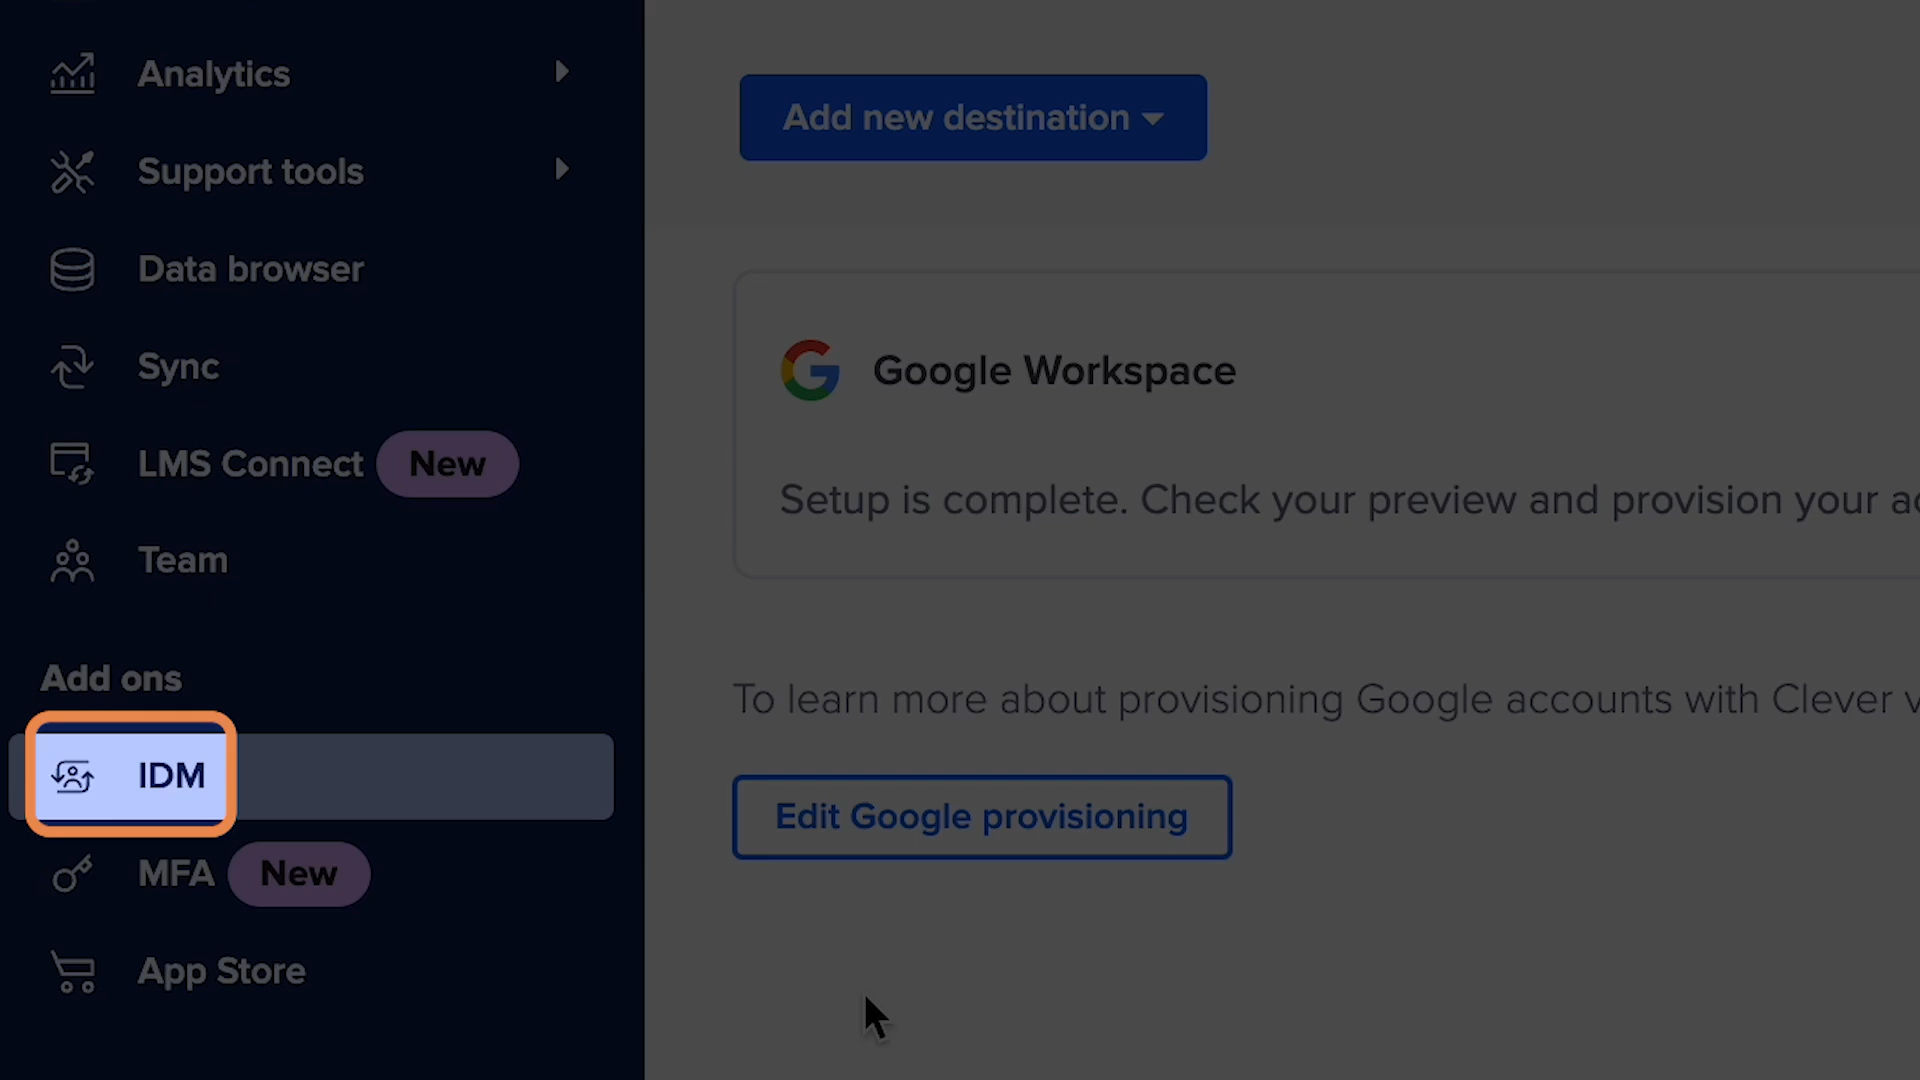 Analytics
Support tools
Data browser
Sync
LMS Connect New
Team
Add ons
IDM
MFA New
App Store
Add new destination
Google Workspace
Setup is complete. Check your preview and provision your
To learn more about provisioning Google accounts with Clever
Edit Google provisioning